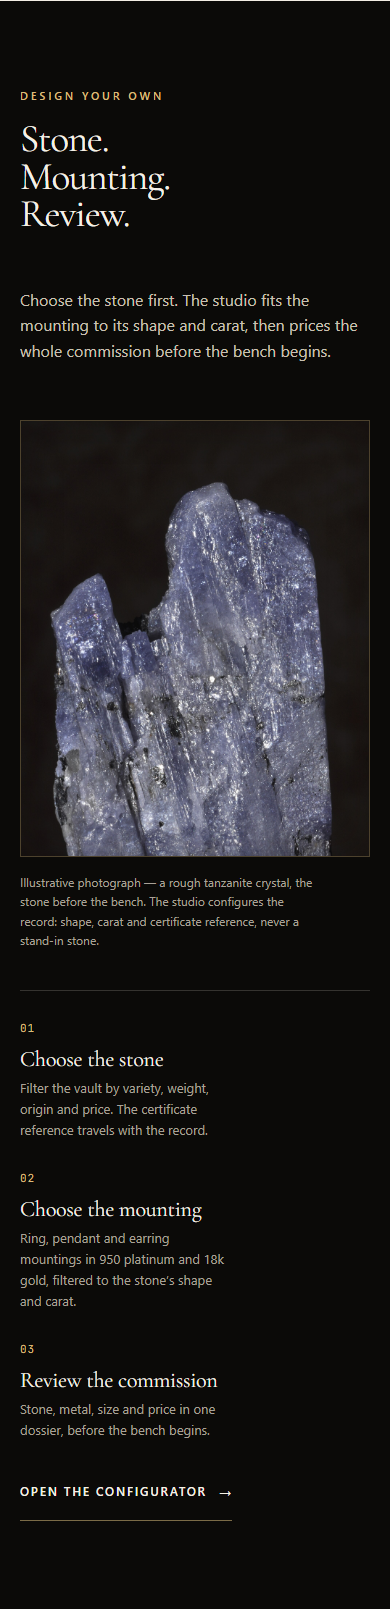 DESIGN YOUR OWN
Stone.
Mounting.
Review.
Choose the stone first. The studio fits the
mounting to its shape and carat, then prices the
whole commission before the bench begins.
Illustrative photograph — a rough tanzanite crystal, the
stone before the bench. The studio configures the
record: shape, carat and certificate reference, never a
stand-in stone.
01
Choose the stone
Filter the vault by variety, weight,
origin and price. The certificate
reference travels with the record.
02
Choose the mounting
Ring, pendant and earring
mountings in 950 platinum and 18k
gold, filtered to the stone's shape
and carat.
03
Review the commission
Stone, metal, size and price in one
dossier, before the bench begins.
OPEN THE CONFIGURATOR →